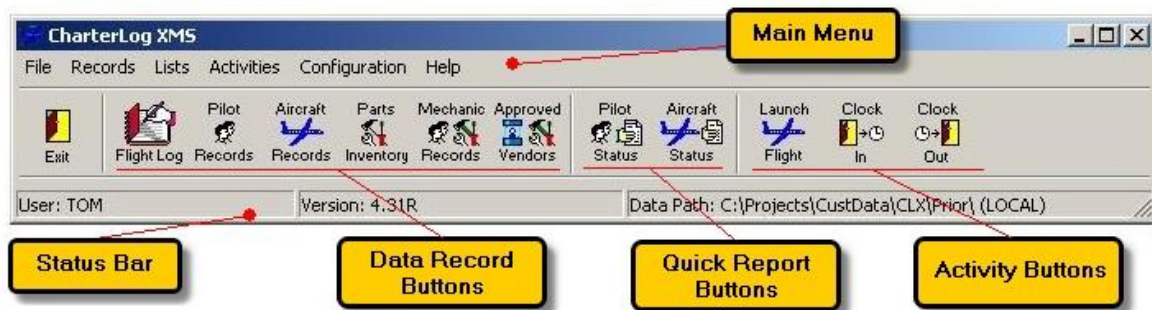 CharterLog XMS
Main Menu
File Records Lists Activities Configuration Help
Exit
Flight Log
Pilot
Records
Aircraft
Records
Parts
Inventory
Mechanic
Records
Approved
Vendors
Pilot
Status
Aircraft
Status
Launch
Flight
Clock
In
Clock
Out
User: TOM Version: 4.31R Data Path: C:\Projects\CustData\CLX\Prior\ (LOCAL)
Status Bar
Data Record
Buttons
Quick Report
Buttons
Activity Buttons